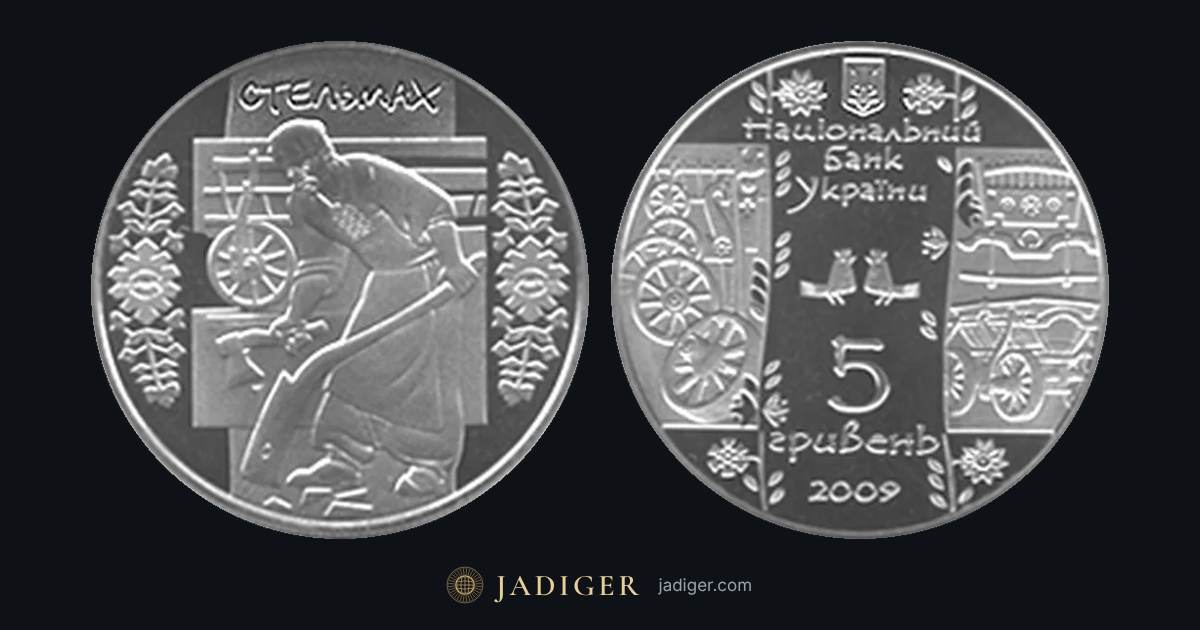 СТЕЛЬМАХ
Національний
Банк
України
5
гривень
2009
JADIGER
jadiger.com